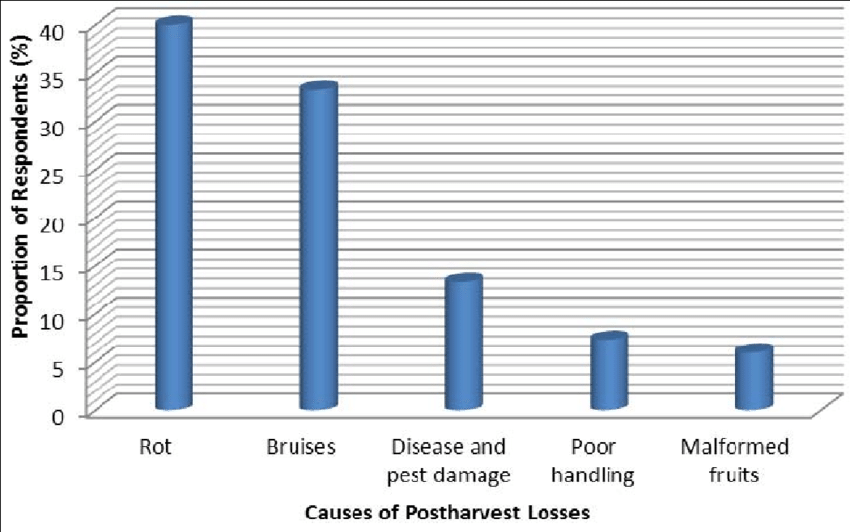 Proportion of Respondents (%)
40
35
30
25
20
15
10
5
0
Rot
Bruises
Disease and
pest damage
Poor
handling
Malformed
fruits
Causes of Postharvest Losses